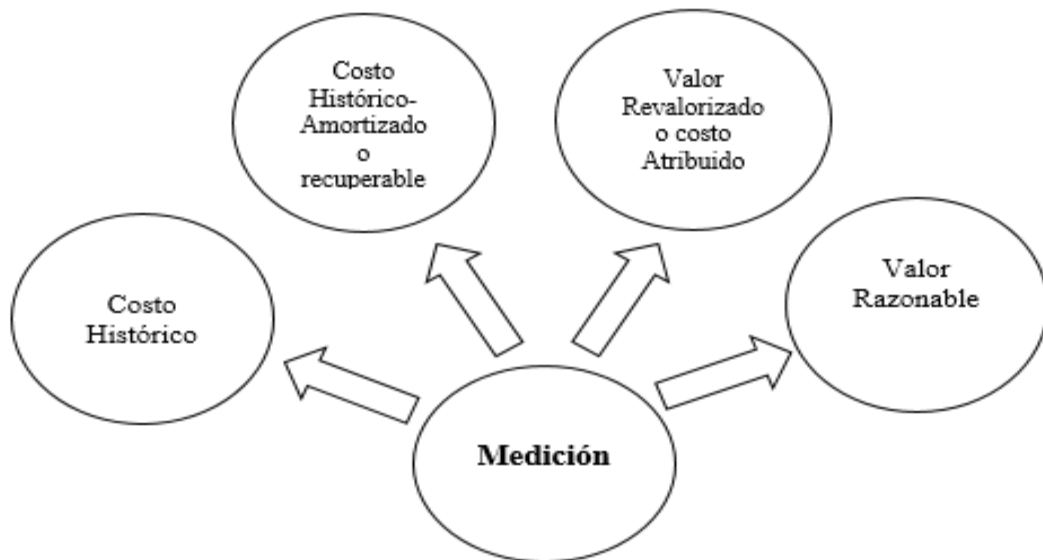 Costo
Histórico-
Amortizado
o
recuperable
Valor
Revalorizado
o costo
Atribuido
Costo
Histórico
Valor
Razonable
Medición